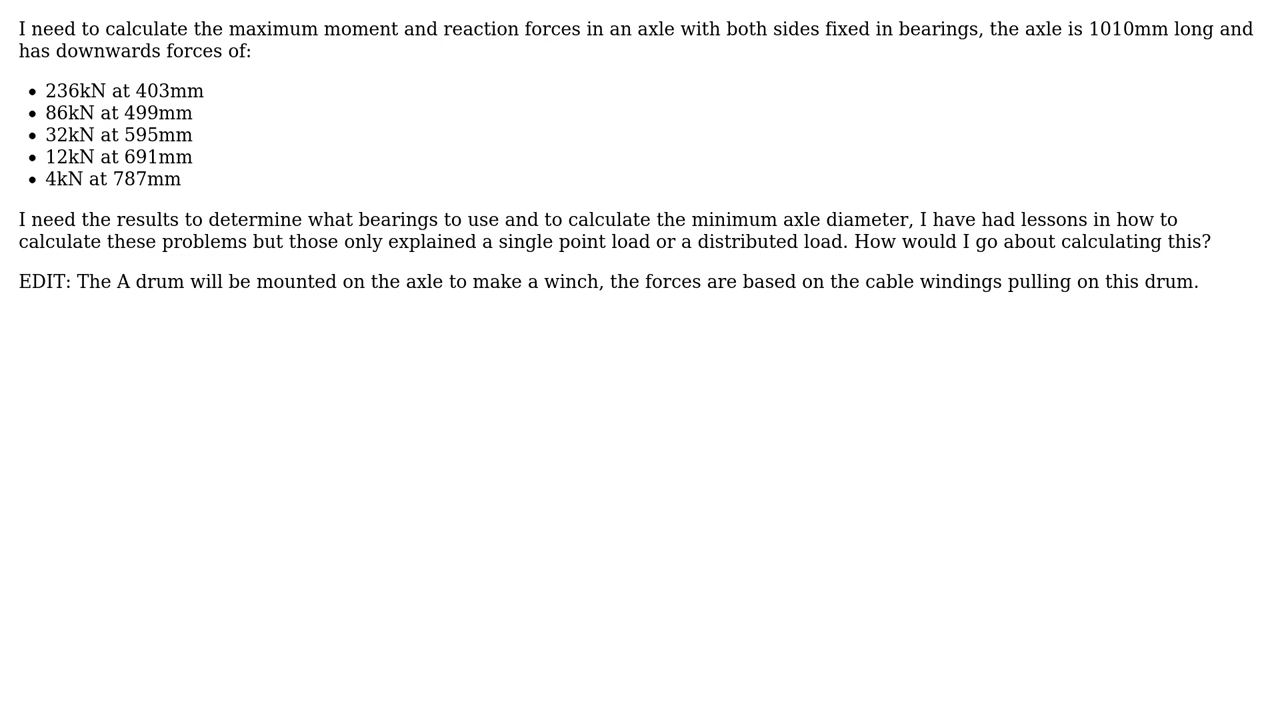 I need to calculate the maximum moment and reaction forces in an axle with both sides fixed in bearings, the axle is 1010mm long and
has downwards forces of:
• 236kN at 403mm
• 86kN at 499mm
• 32kN at 595mm
• 12kN at 691mm
• 4kN at 787mm
I need the results to determine what bearings to use and to calculate the minimum axle diameter, I have had lessons in how to
calculate these problems but those only explained a single point load or a distributed load. How would I go about calculating this?
EDIT: The A drum will be mounted on the axle to make a winch, the forces are based on the cable windings pulling on this drum.